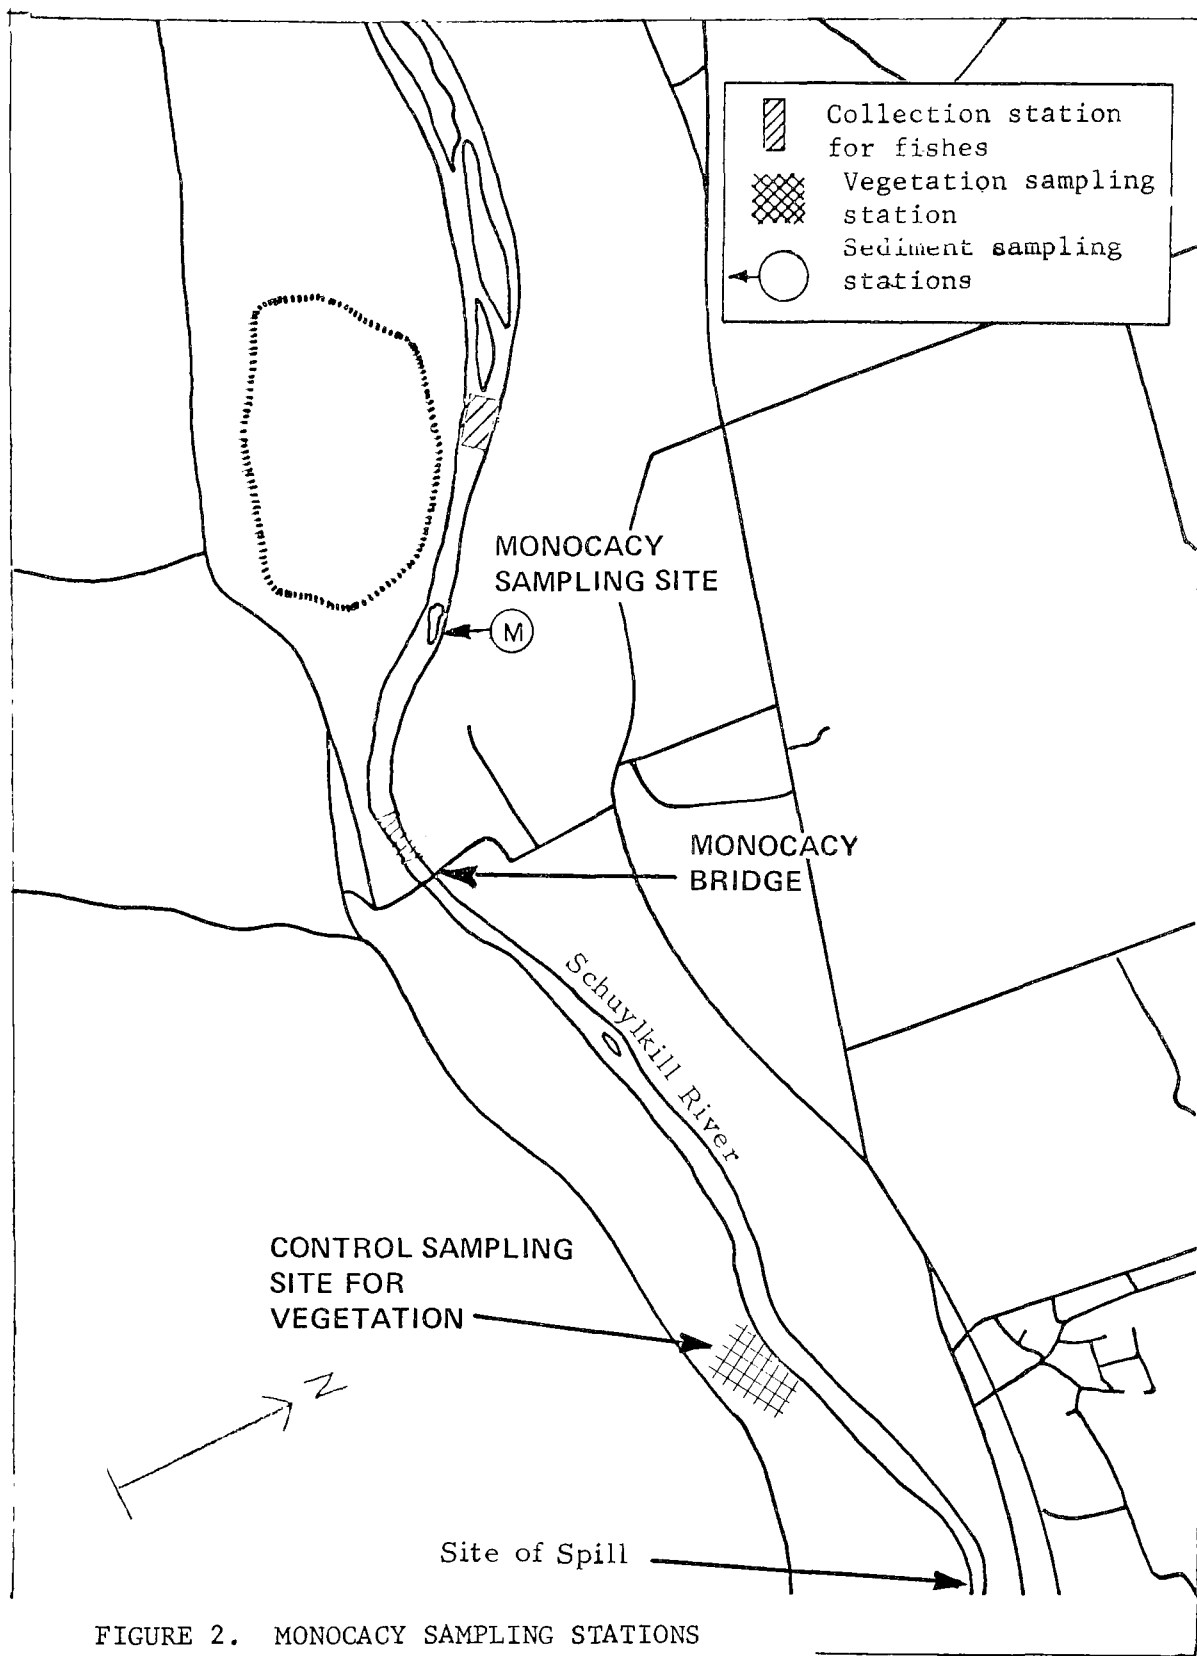 Collection station
for fishes
Vegetation sampling
station
Sediment sampling
stations
MONOCACY
SAMPLING SITE
M
MONOCACY
BRIDGE
Schuylkill River
CONTROL SAMPLING
SITE FOR
VEGETATION
N
Site of Spill
FIGURE 2. MONOCACY SAMPLING STATIONS